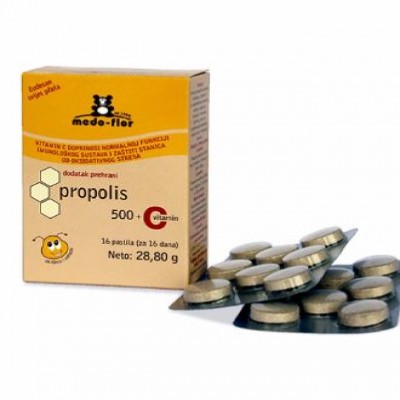 medo-flor
VITAMIN C DOPRINOSI NORMALNOJ FUNKCIJI
IMUNOLOŠKOG SUSTAVA I ZAŠTITI STANICA
OD OKSIDATIVNOG STRESA
dodatak prehrani
propolis
500 + C vitamin
16 pastila (za 16 dana)
Neto: 28,80 g